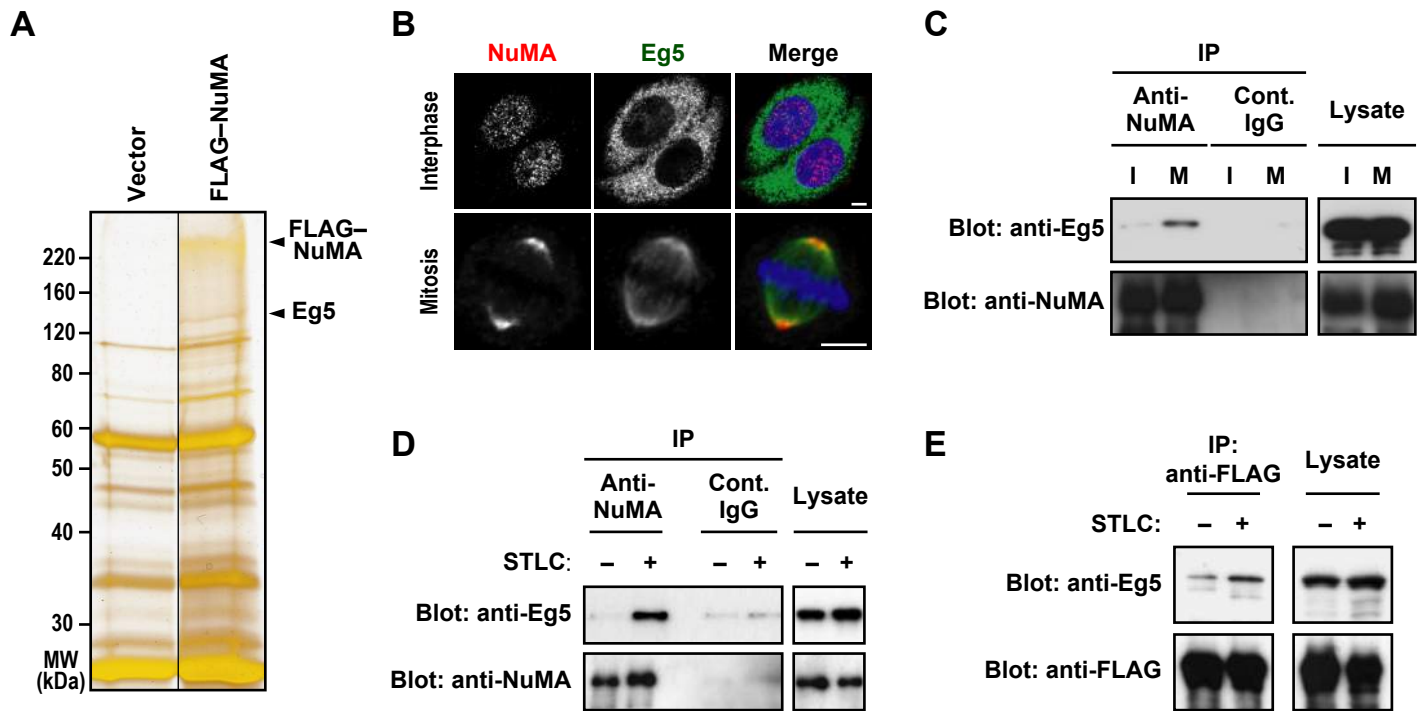 A
Vector
FLAG–NuMA
220
160
120
80
60
50
40
30
MW
(kDa)
FLAG–
NuMA
Eg5
B
NuMA
Eg5
Merge
Interphase
Mitosis
C
IP
Anti-
NuMA
Cont.
IgG
Lysate
I
M
I
M
I
M
Blot: anti-Eg5
Blot: anti-NuMA
D
IP
Anti-
NuMA
Cont.
IgG
Lysate
STLC:
–
+
–
+
–
+
Blot: anti-Eg5
Blot: anti-NuMA
E
IP:
anti-FLAG
Lysate
STLC:
–
+
–
+
Blot: anti-Eg5
Blot: anti-FLAG